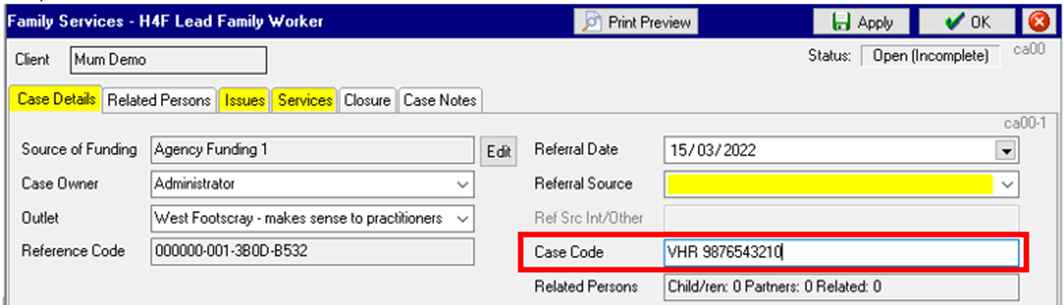 Family Services - H4F Lead Family Worker Print Preview Apply OK
Client Mum Demo Status: Open (Incomplete) ca00
Case Details Related Persons Issues Services Closure Case Notes
ca00-1
Source of Funding Agency Funding 1 Edit Referral Date 15/03/2022
Case Owner Administrator Referral Source
Outlet West Footscray - makes sense to practitioners Ref Src Int/Other
Reference Code 000000-001-3B0D-B532 Case Code VHR 9876543210
Related Persons Child/ren: 0 Partners: 0 Related: 0